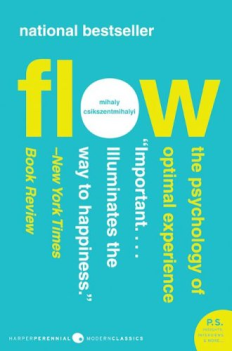 national bestseller
flow
mihaly
csikszentmihalyi
the psychology of
optimal experience
“Important. . . .
Illuminates the
way to happiness.”
—New York Times
Book Review
P.S.
HARPERPERENNIAL MODERNCLASSICS